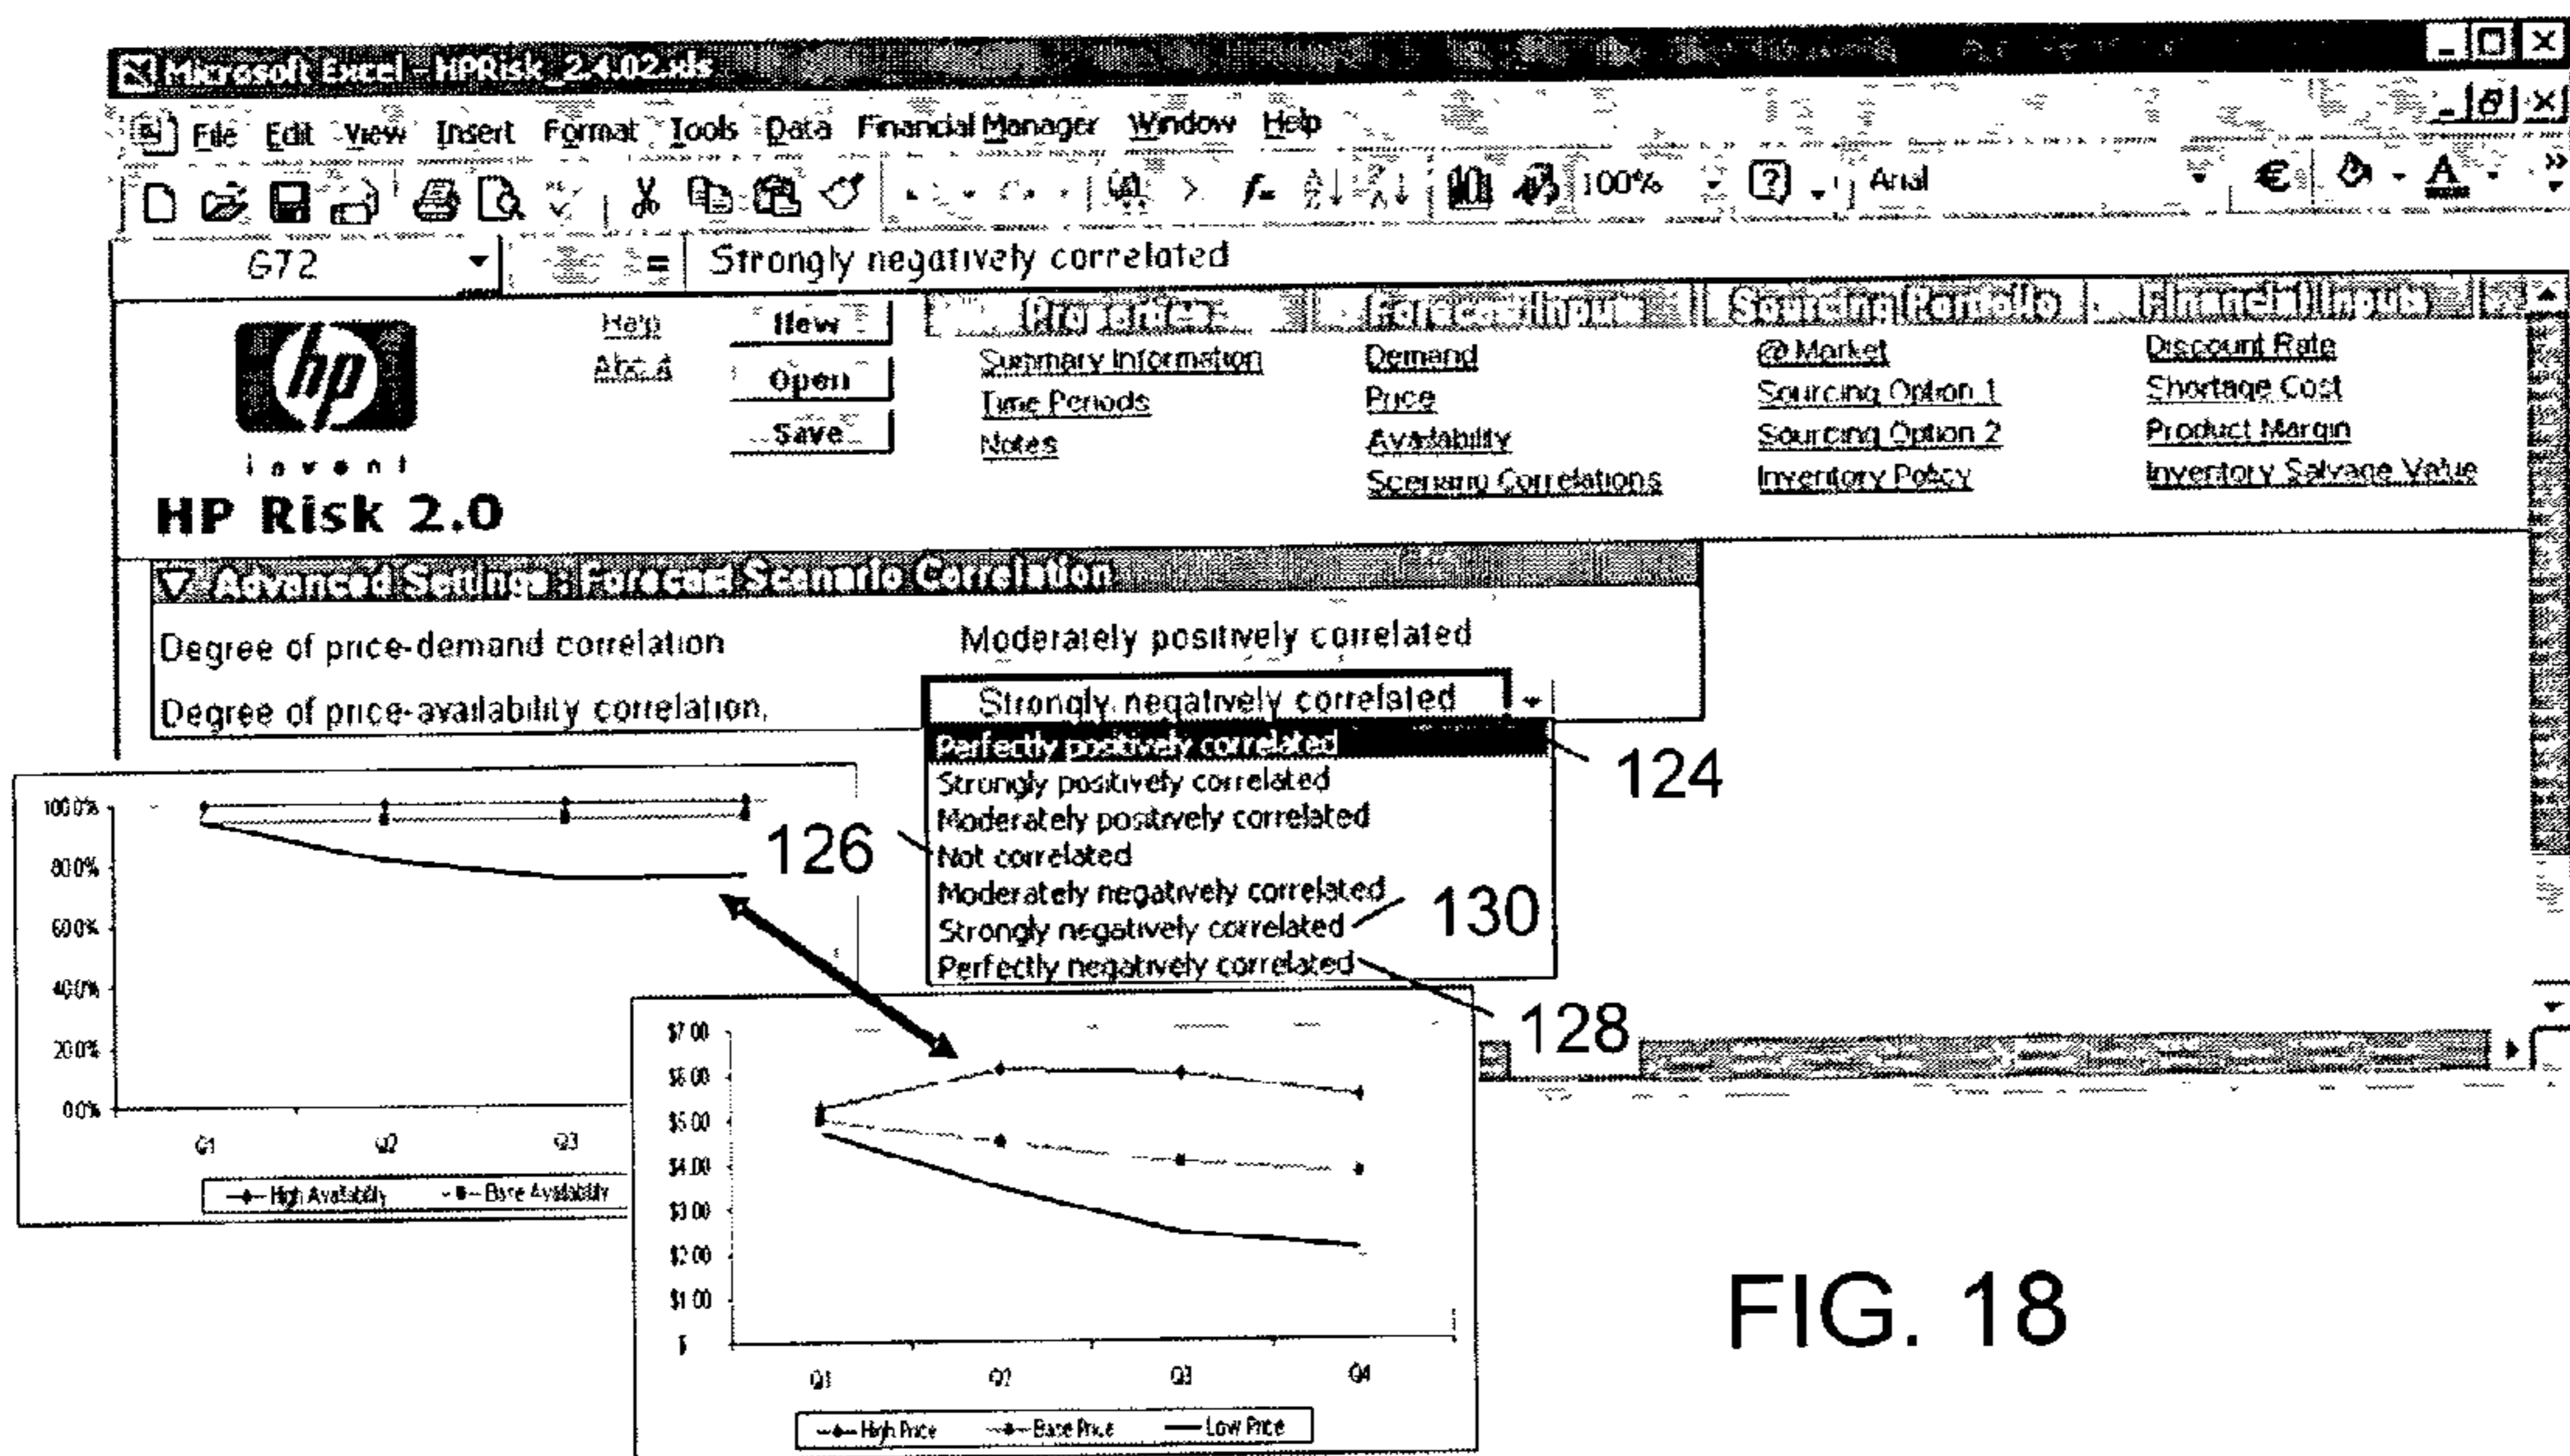 Microsoft Excel - HPRisk_2.4.02.xls
File Edit View Insert Format Tools Data Financial Manager Window Help
100% Arial
G72 = Strongly negatively correlated
Help New Properties Forecast Inputs Sourcing Portfolio Financial Inputs
hp
Open
Save
Summary Information Demand @ Market Discount Rate
Time Periods Price Sourcing Option 1 Shortage Cost
Notes Availability Sourcing Option 2 Product Margin
Scenario Correlations Inventory Policy Inventory Salvage Value
invent
HP Risk 2.0
Advanced Settings : Forecast Scenario Correlation
Degree of price-demand correlation Moderately positively correlated
Degree of price-availability correlation. Strongly negatively correlated
Perfectly positively correlated
124
Strongly positively correlated
Moderately positively correlated
126
Not correlated
Moderately negatively correlated
130
Strongly negatively correlated
Perfectly negatively correlated
128
100.0%
80.0%
60.0%
40.0%
20.0%
0.0%
Q1 Q2 Q3
High Availability Base Availability
$7.00
$6.00
$5.00
$4.00
$3.00
$2.00
$1.00
$
Q1 Q2 Q3 Q4
High Price Base Price Low Price
FIG. 18